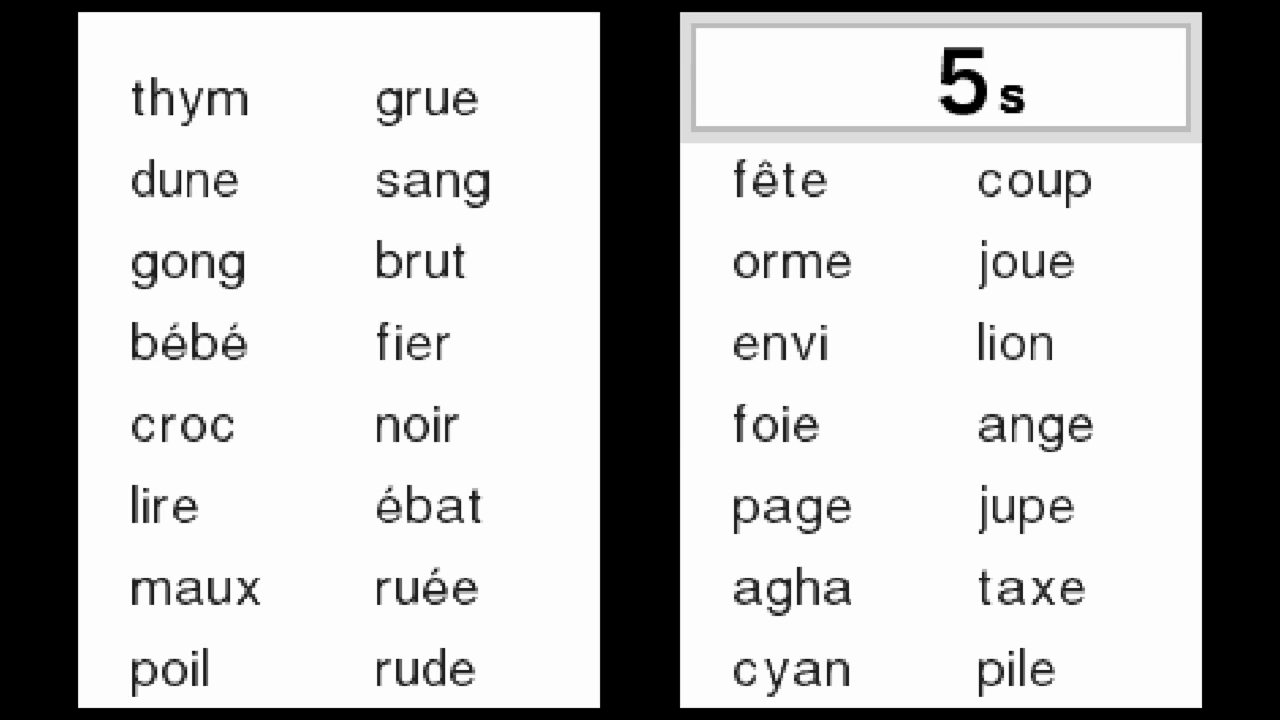 thym grue
dune sang
gong brut
bébé fier
croc noir
lire ébat
maux ruée
poil rude
5 s
fête coup
orme joue
envi lion
foie ange
page jupe
agha taxe
cyan pile